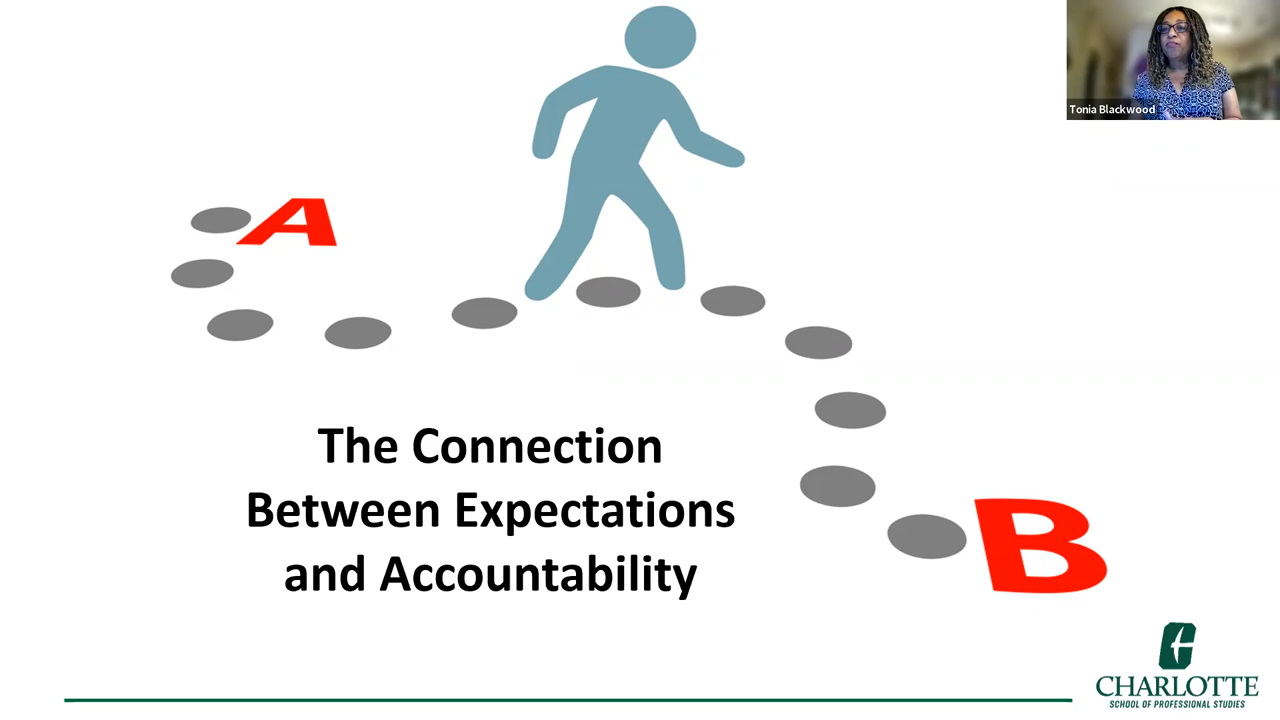 Tonia Blackwood
A
The Connection
Between Expectations
and Accountability
B
CHARLOTTE
SCHOOL OF PROFESSIONAL STUDIES